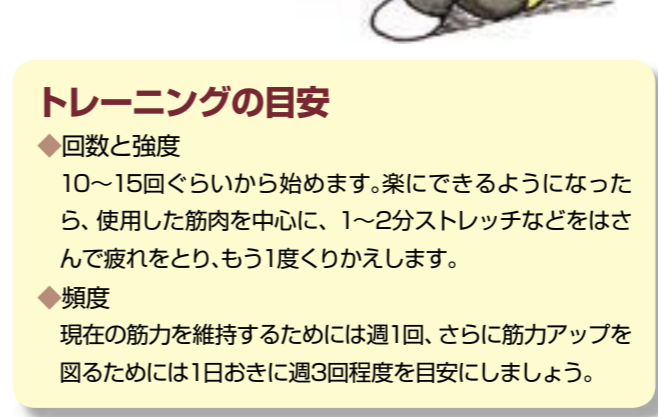 トレーニングの目安
◆回数と強度
10〜15回ぐらいから始めます。楽にできるようになった
ら、使用した筋肉を中心に、1〜2分ストレッチなどをはさ
んで疲れをとり、もう1度くりかえします。
◆頻度
現在の筋力を維持するためには週1回、さらに筋力アップを
図るためには1日おきに週3回程度を目安にしましょう。